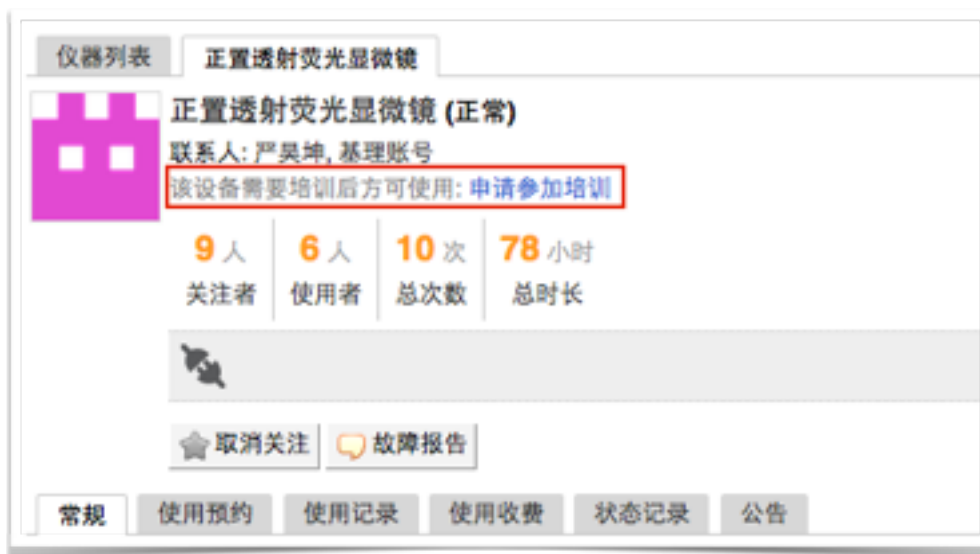 仪器列表 正置透射荧光显微镜
正置透射荧光显微镜 (正常)
联系人: 严昊坤, 基理账号
该设备需要培训后方可使用: 申请参加培训
9 人 6 人 10 次 78 小时
关注者 使用者 总次数 总时长
取消关注 故障报告
常规 使用预约 使用记录 使用收费 状态记录 公告